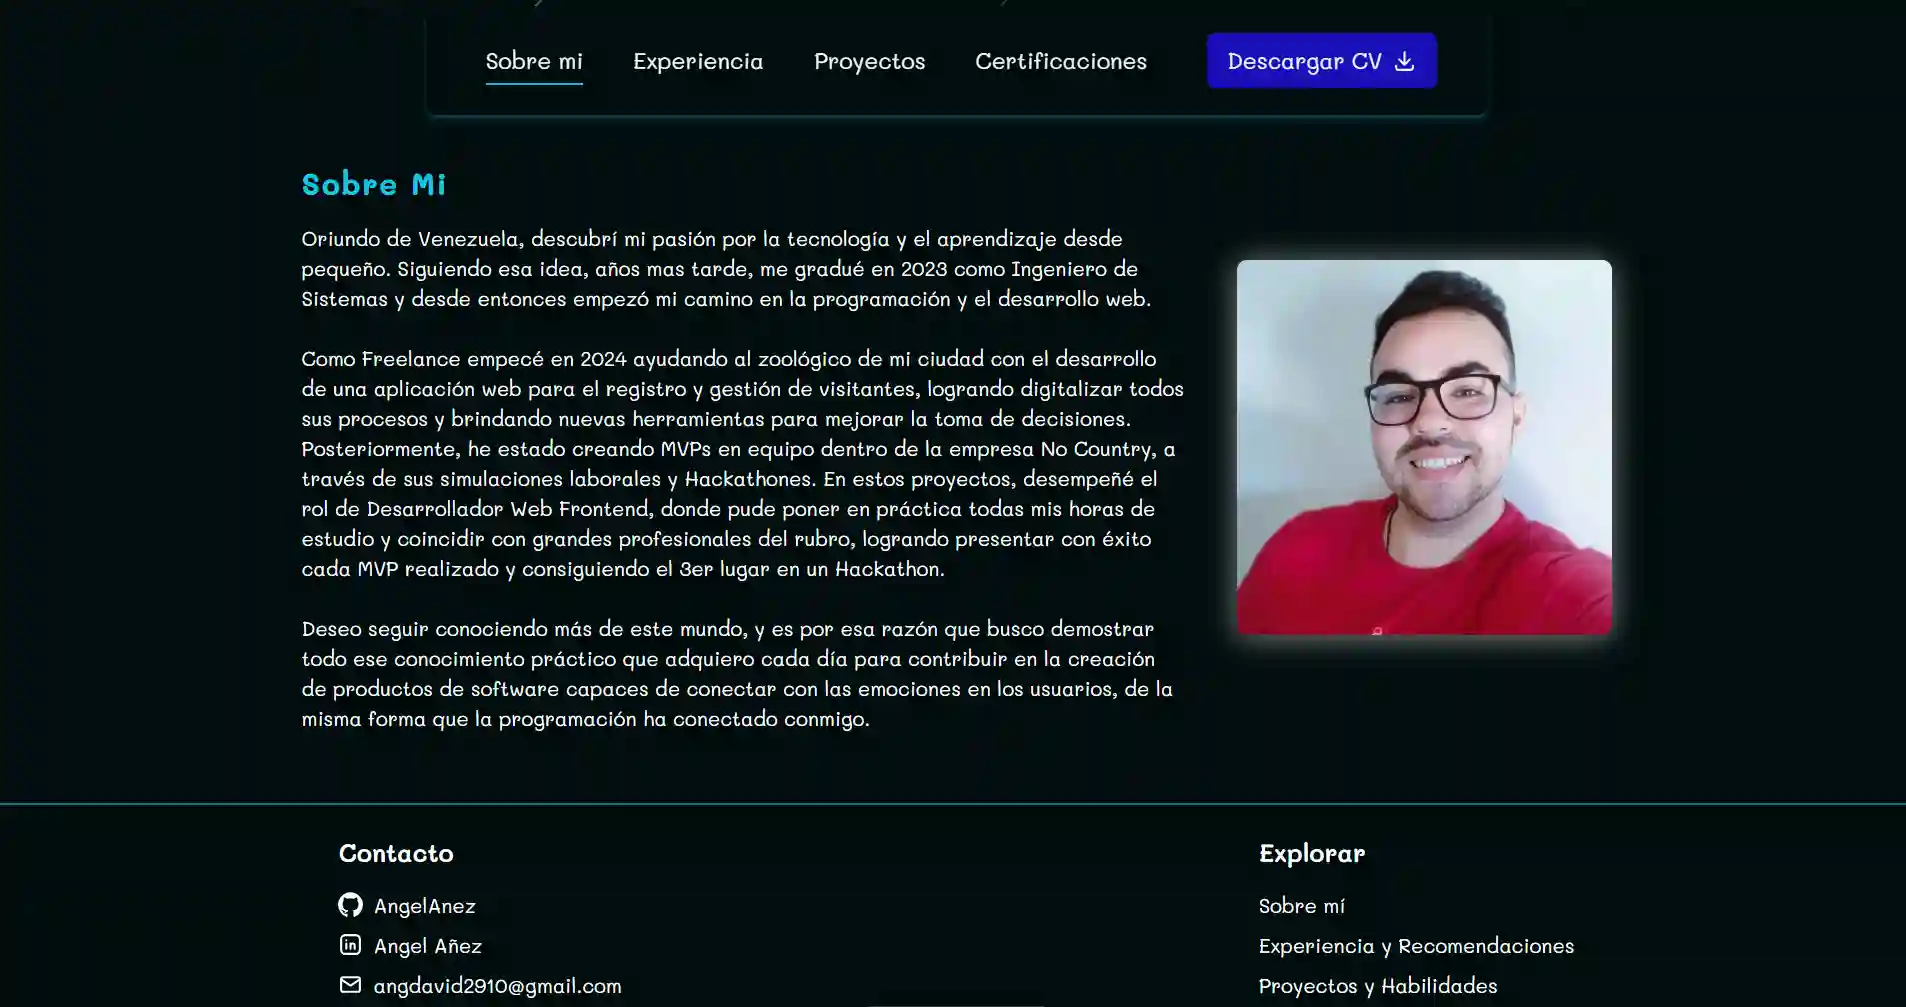 Sobre mi
Experiencia
Proyectos
Certificaciones
Descargar CV
Sobre Mi
Oriundo de Venezuela, descubrí mi pasión por la tecnología y el aprendizaje desde
pequeño. Siguiendo esa idea, años mas tarde, me gradué en 2023 como Ingeniero de
Sistemas y desde entonces empezó mi camino en la programación y el desarrollo web.
Como Freelance empecé en 2024 ayudando al zoológico de mi ciudad con el desarrollo
de una aplicación web para el registro y gestión de visitantes, logrando digitalizar todos
sus procesos y brindando nuevas herramientas para mejorar la toma de decisiones.
Posteriormente, he estado creando MVPs en equipo dentro de la empresa No Country, a
través de sus simulaciones laborales y Hackathones. En estos proyectos, desempeñé el
rol de Desarrollador Web Frontend, donde pude poner en práctica todas mis horas de
estudio y coincidir con grandes profesionales del rubro, logrando presentar con éxito
cada MVP realizado y consiguiendo el 3er lugar en un Hackathon.
Deseo seguir conociendo más de este mundo, y es por esa razón que busco demostrar
todo ese conocimiento práctico que adquiero cada día para contribuir en la creación
de productos de software capaces de conectar con las emociones en los usuarios, de la
misma forma que la programación ha conectado conmigo.
Contacto
AngelAnez
Angel Añez
angdavid2910@gmail.com
Explorar
Sobre mí
Experiencia y Recomendaciones
Proyectos y Habilidades